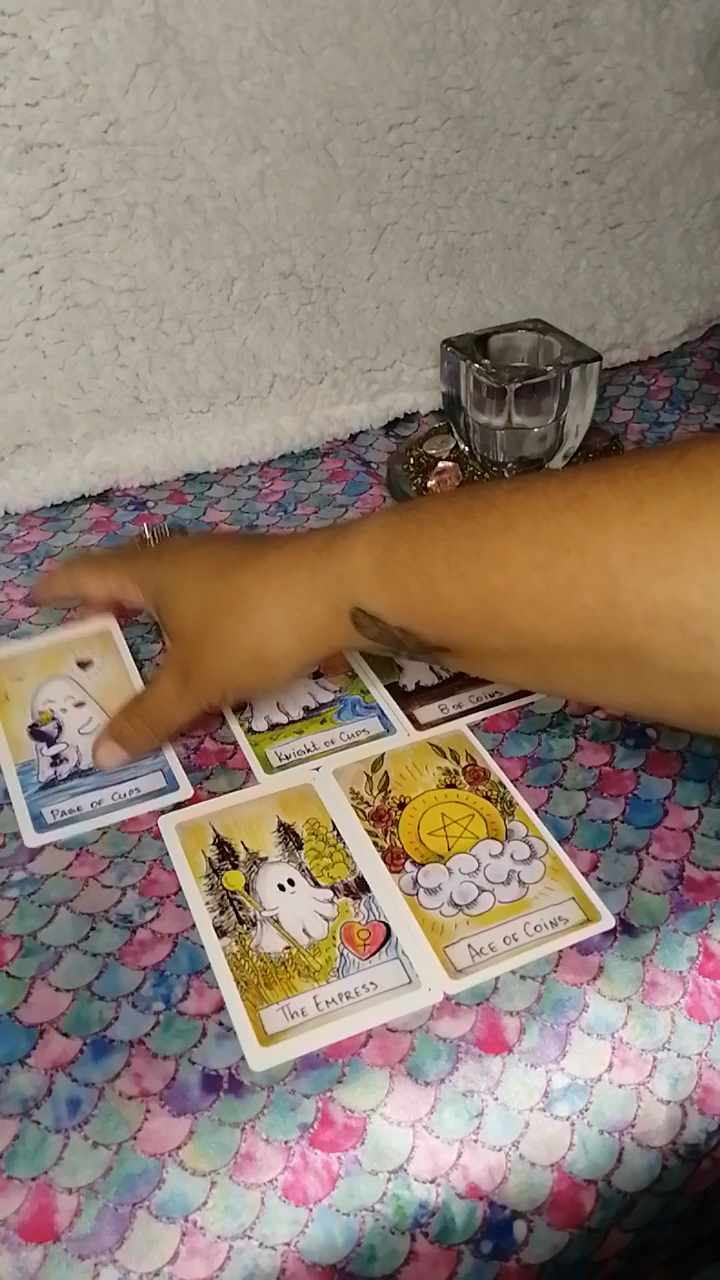 Page of Cups
Knight of Cups
8 of Coins
The Empress
Ace of Coins